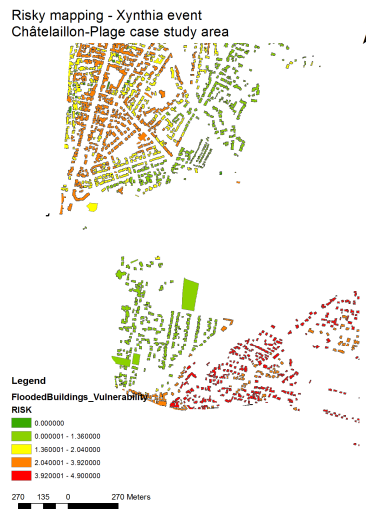 Risky mapping - Xynthia event
Châtelaillon-Plage case study area
Legend
FloodedBuildings_Vulnerability
RISK
0.000000
0.000001 - 1.360000
1.360001 - 2.040000
2.040001 - 3.920000
3.920001 - 4.900000
270 135 0 270 Meters